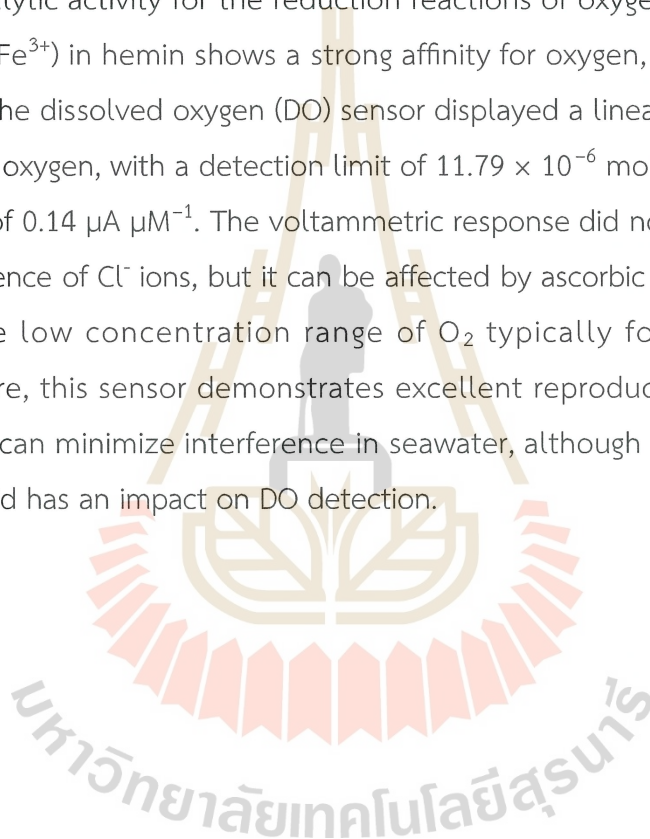 lytic activity for the reduction reactions of oxyge
Fe³⁺) in hemin shows a strong affinity for oxygen,
he dissolved oxygen (DO) sensor displayed a linea
oxygen, with a detection limit of 11.79 × 10⁻⁶ mo
of 0.14 µA µM⁻¹. The voltammetric response did no
ence of Cl⁻ ions, but it can be affected by ascorbic
e low concentration range of O₂ typically fo
re, this sensor demonstrates excellent reproduc
can minimize interference in seawater, although
d has an impact on DO detection.
มหาวิทยาลัยเทคโนโลยีสุรนารี